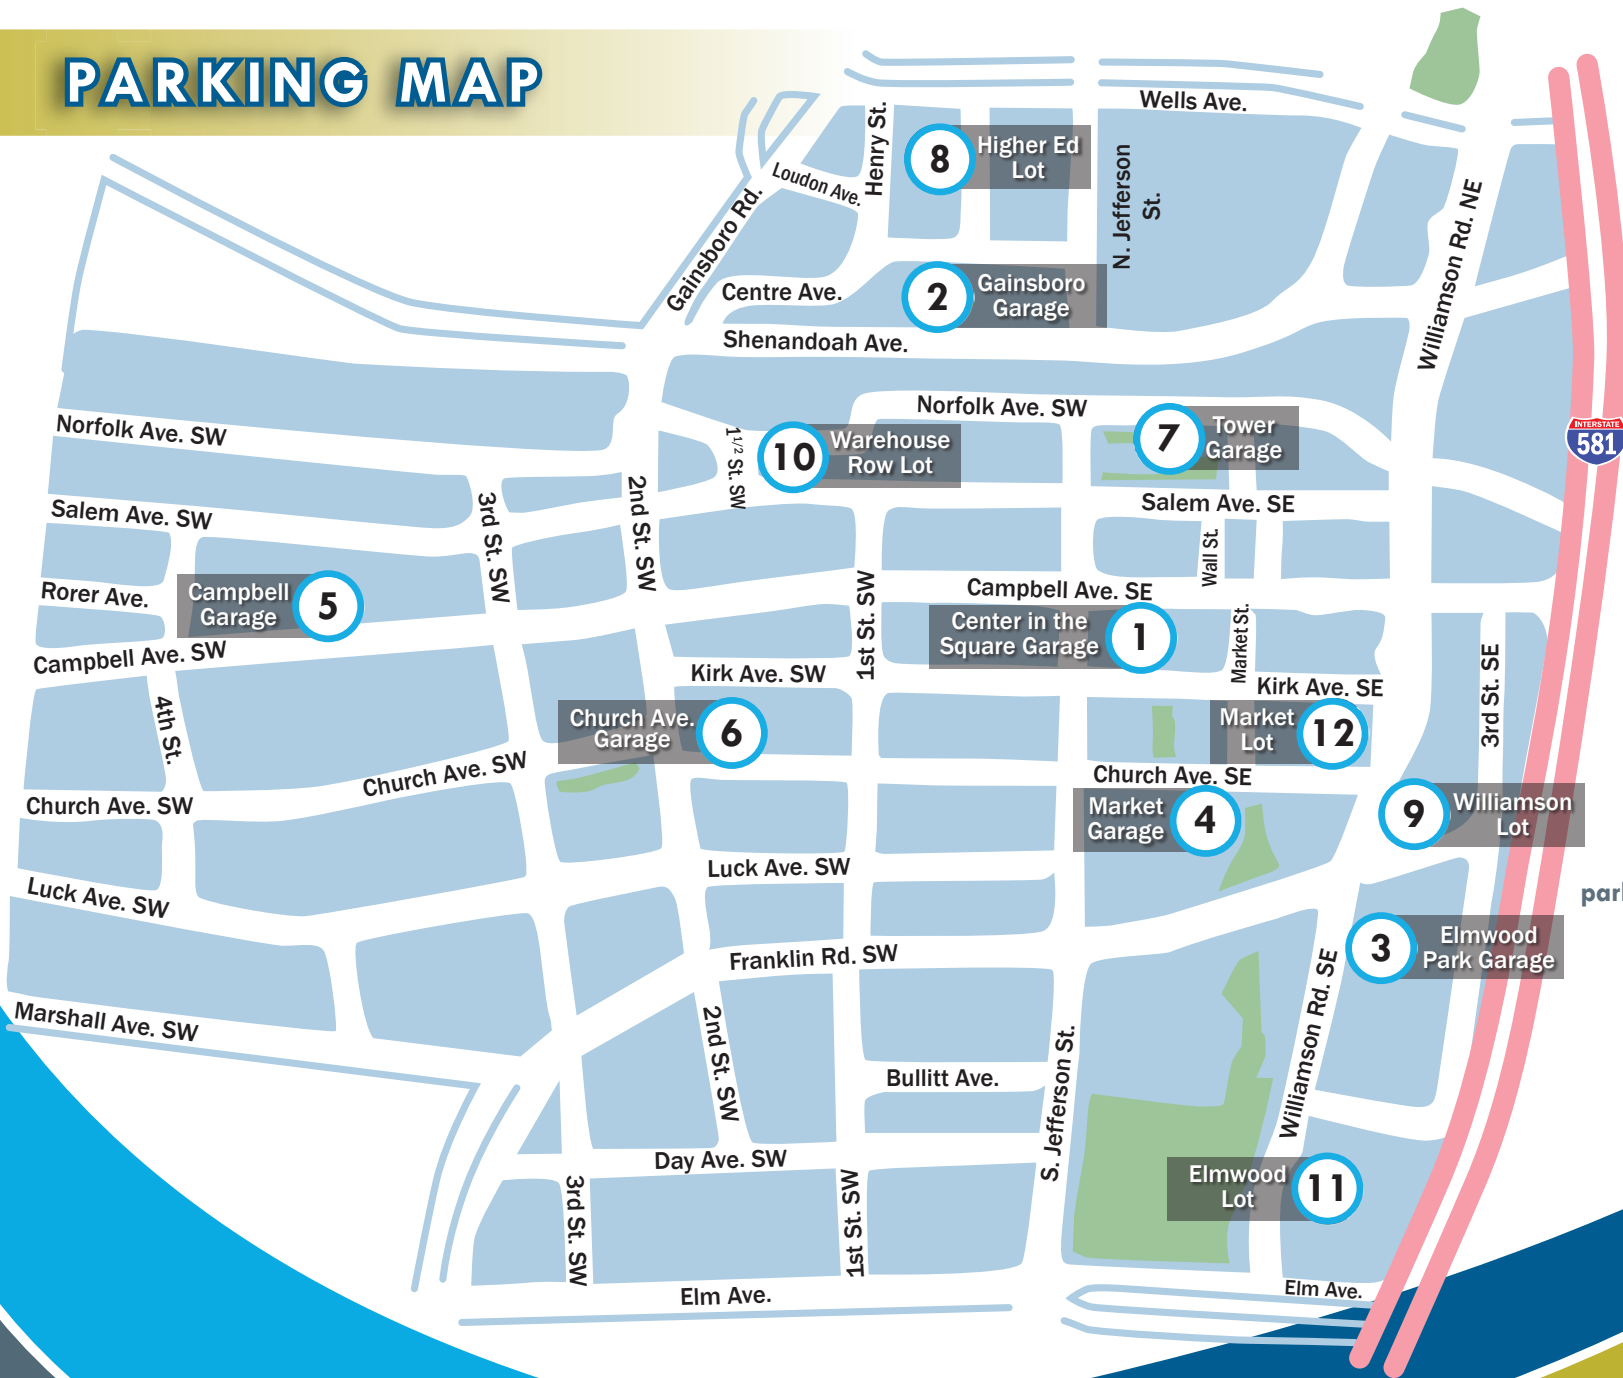 PARKING MAP
Wells Ave.
Henry St.
8
Higher Ed
Lot
N. Jefferson
St.
Loudon Ave.
Gainsboro Rd.
Williamson Rd. NE
Centre Ave.
2
Gainsboro
Garage
Shenandoah Ave.
Norfolk Ave. SW
Norfolk Ave. SW
1 1/2 St. SW
10
Warehouse
Row Lot
7
Tower
Garage
INTERSTATE
581
Salem Ave. SW
3rd St. SW
2nd St. SW
Salem Ave. SE
Wall St.
Rorer Ave.
Campbell
Garage
5
1st St. SW
Campbell Ave. SE
Center in the
Square Garage
1
Market St.
Campbell Ave. SW
Kirk Ave. SW
Kirk Ave. SE
3rd St. SE
4th St.
Church Ave.
Garage
6
Market
Lot
12
Church Ave. SW
Church Ave. SW
Church Ave. SE
Market
Garage
4
9
Williamson
Lot
Luck Ave. SW
Luck Ave. SW
par
Franklin Rd. SW
3
Elmwood
Park Garage
Williamson Rd. SE
Marshall Ave. SW
2nd St. SW
Bullitt Ave.
S. Jefferson St.
Day Ave. SW
3rd St. SW
1st St. SW
Elmwood
Lot
11
Elm Ave.
Elm Ave.